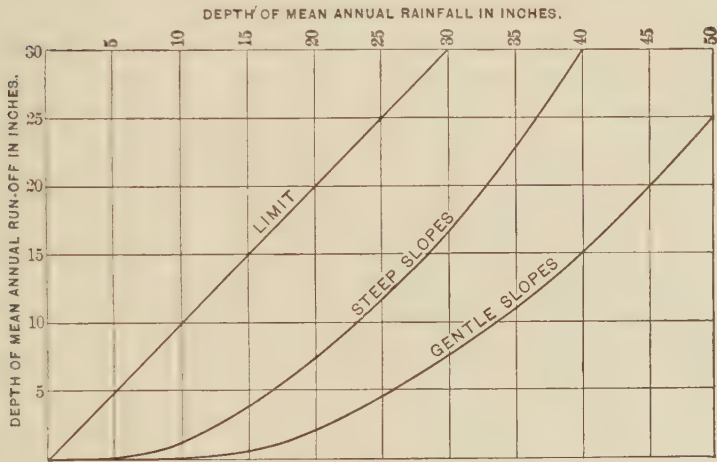 DEPTH OF MEAN ANNUAL RAINFALL IN INCHES.
5 10 15 20 25 30 35 40 45 50
30
25
20
15
10
5
DEPTH OF MEAN ANNUAL RUN-OFF IN INCHES.
LIMIT
STEEP SLOPES
GENTLE SLOPES